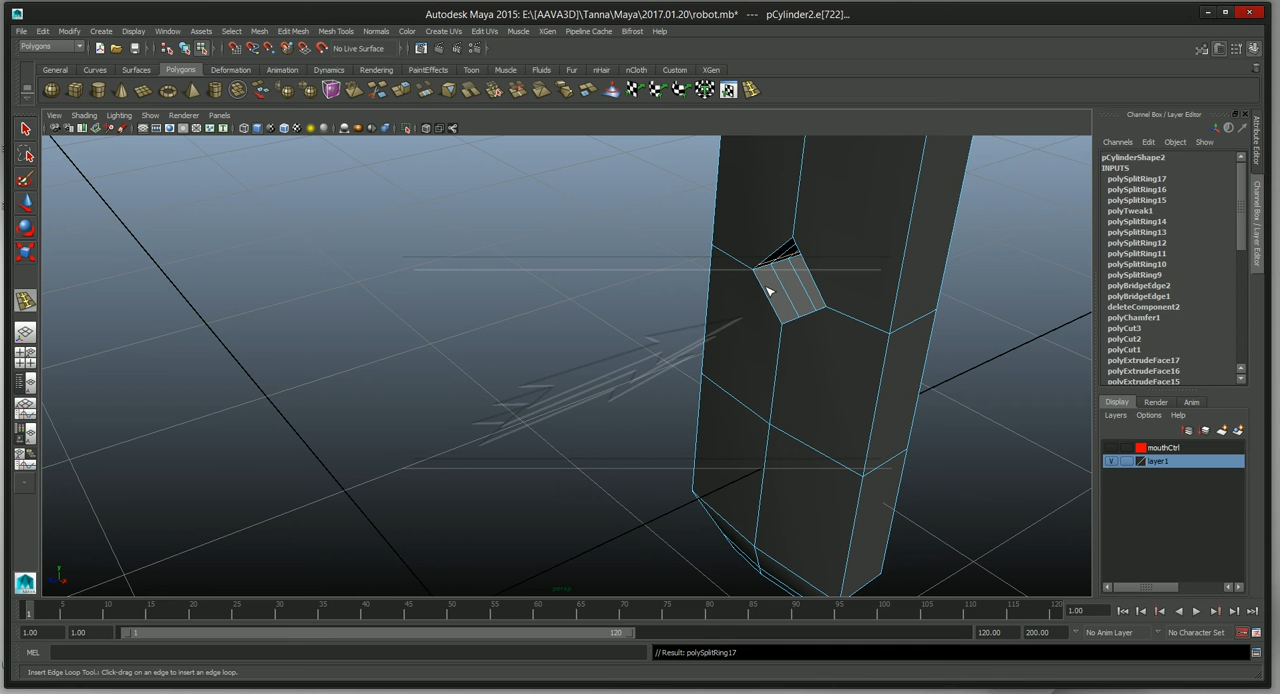 Autodesk Maya 2015: E:\[AAVA3D]\Tanna\Maya\2017.01.20\robot.mb* --- pCylinder2.e[722]...
File Edit Modify Create Display Window Assets Select Mesh Edit Mesh Mesh Tools Normals Color Create UVs Edit UVs Muscle XGen Pipeline Cache Bifrost Help
Polygons
No Live Surface
General Curves Surfaces Polygons Deformation Animation Dynamics Rendering PaintEffects Toon Muscle Fluids Fur nHair nCloth Custom XGen
View Shading Lighting Show Renderer Panels
Channel Box / Layer Editor
Channels Edit Object Show
pCylinderShape2
INPUTS
polySplitRing17
polySplitRing16
polySplitRing15
polyTweak1
polySplitRing14
polySplitRing13
polySplitRing12
polySplitRing11
polySplitRing10
polySplitRing9
polyBridgeEdge2
polyBridgeEdge1
deleteComponent2
polyChamfer1
polyCut3
polyCut2
polyCut1
polyExtrudeFace17
polyExtrudeFace16
polyExtrudeFace15
Attribute Editor
Channel Box / Layer Editor
Display Render Anim
Layers Options Help
mouthCtrl
V layer1
y
x
persp
1 5 10 15 20 25 30 35 40 45 50 55 60 65 70 75 80 85 90 95 100 105 110 115 120 1.00
1.00 1.00 1 120 120.00 200.00 No Anim Layer No Character Set
MEL // Result: polySplitRing17
Insert Edge Loop Tool: Click-drag on an edge to insert an edge loop.